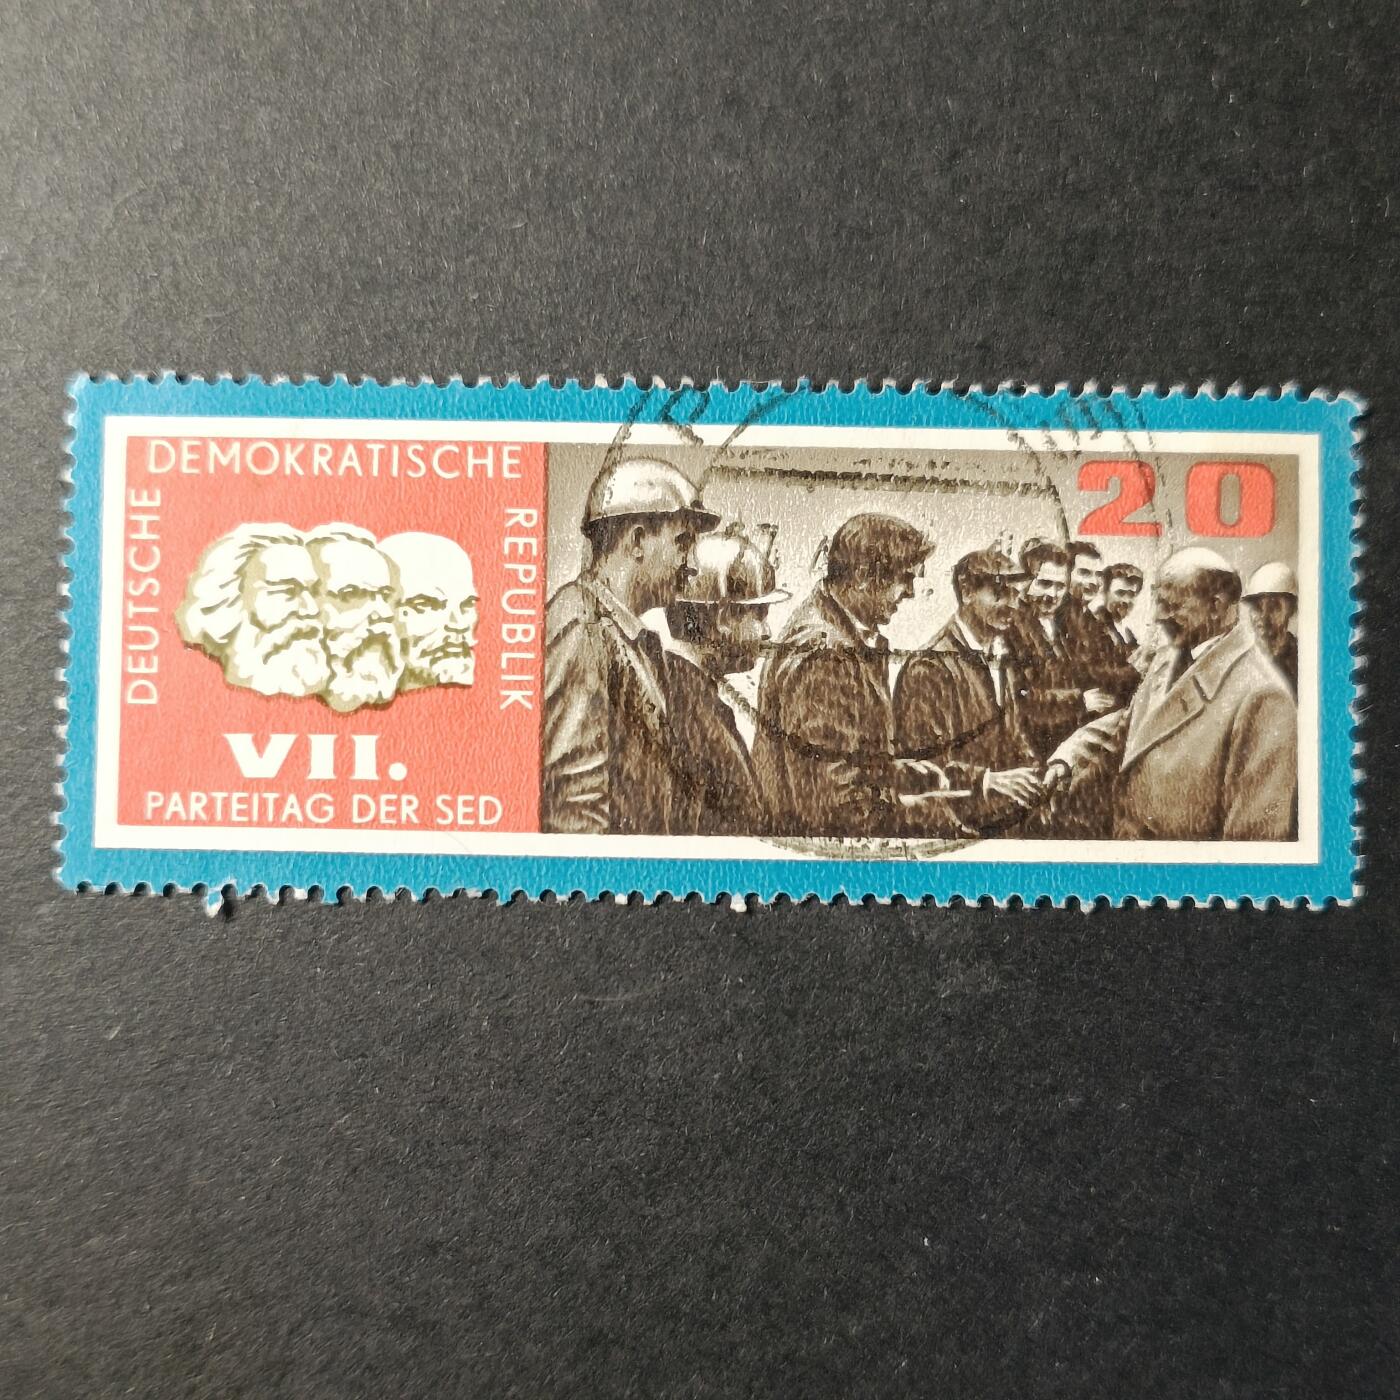 DEUTSCHE
DEMOKRATISCHE
REPUBLIK
VII.
PARTEITAG DER SED
20